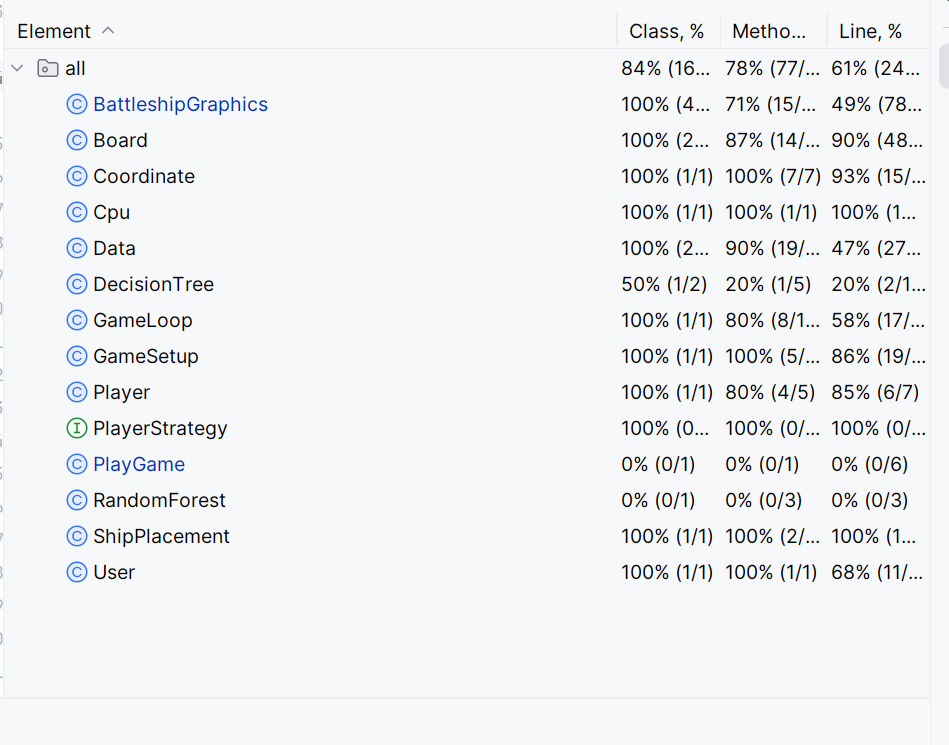 Element Class, % Metho... Line, %
all 84% (16... 78% (77/... 61% (24...
BattleshipGraphics 100% (4... 71% (15/... 49% (78...
Board 100% (2... 87% (14/... 90% (48...
Coordinate 100% (1/1) 100% (7/7) 93% (15/...
Cpu 100% (1/1) 100% (1/1) 100% (1...
Data 100% (2... 90% (19/... 47% (27...
DecisionTree 50% (1/2) 20% (1/5) 20% (2/1...
GameLoop 100% (1/1) 80% (8/1... 58% (17/...
GameSetup 100% (1/1) 100% (5/... 86% (19/...
Player 100% (1/1) 80% (4/5) 85% (6/7)
PlayerStrategy 100% (0... 100% (0/... 100% (0/...
PlayGame 0% (0/1) 0% (0/1) 0% (0/6)
RandomForest 0% (0/1) 0% (0/3) 0% (0/3)
ShipPlacement 100% (1/1) 100% (2/... 100% (1...
User 100% (1/1) 100% (1/1) 68% (11/...